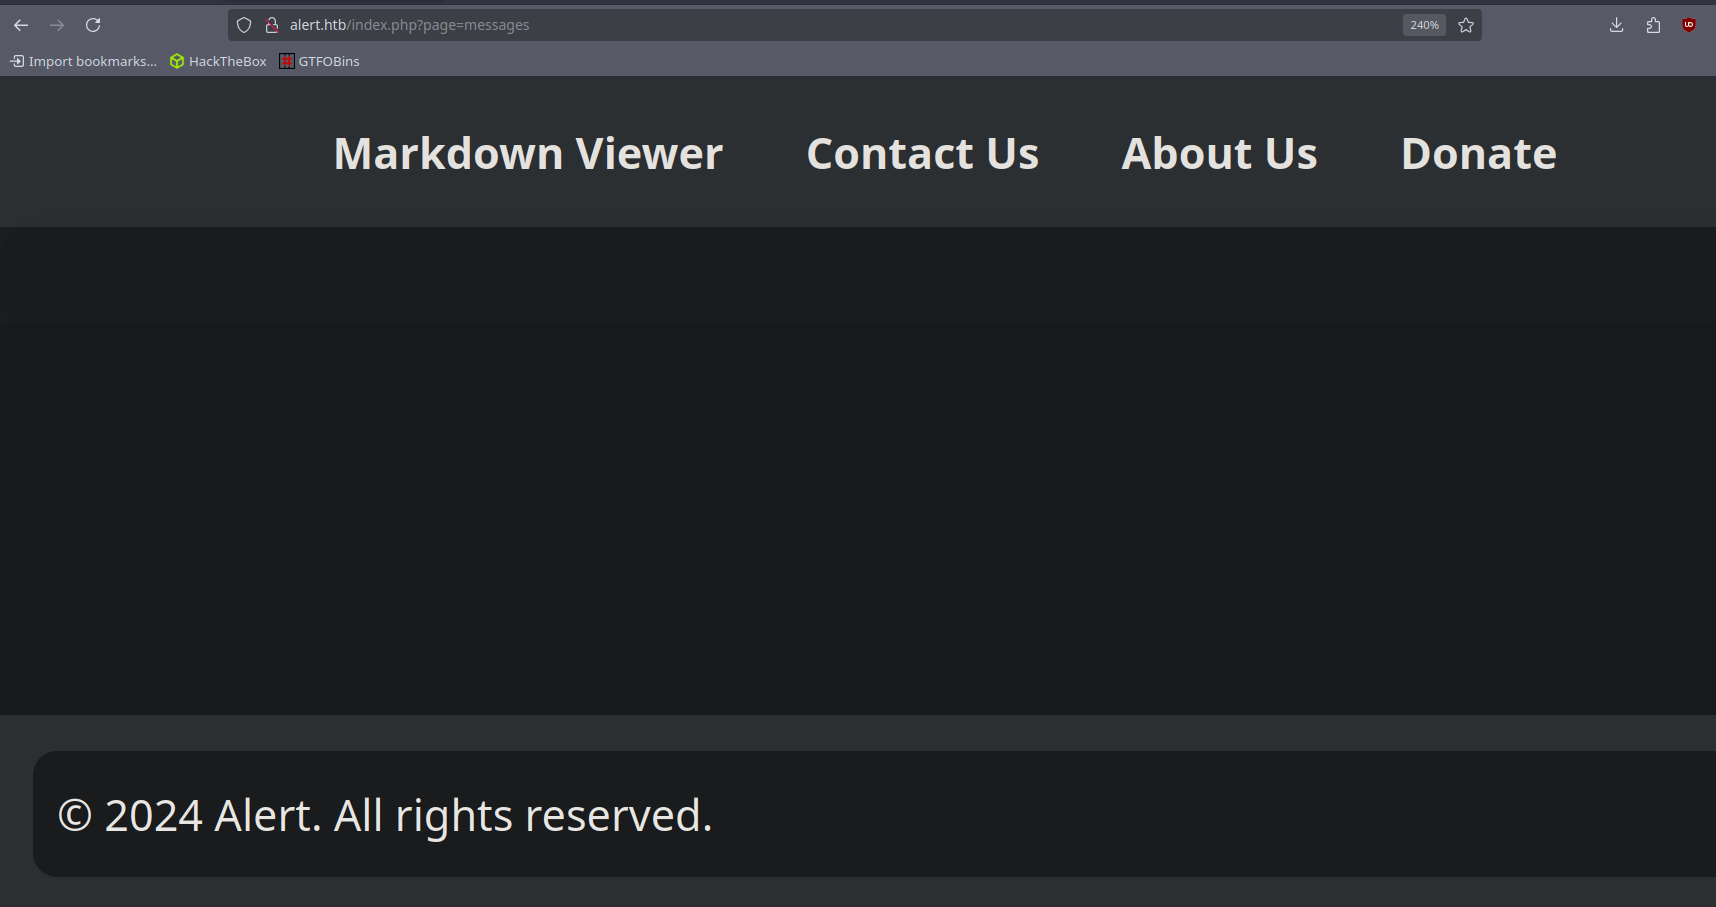 alert.htb/index.php?page=messages
240%
Import bookmarks... HackTheBox GTFOBins
Markdown Viewer Contact Us About Us Donate
© 2024 Alert. All rights reserved.